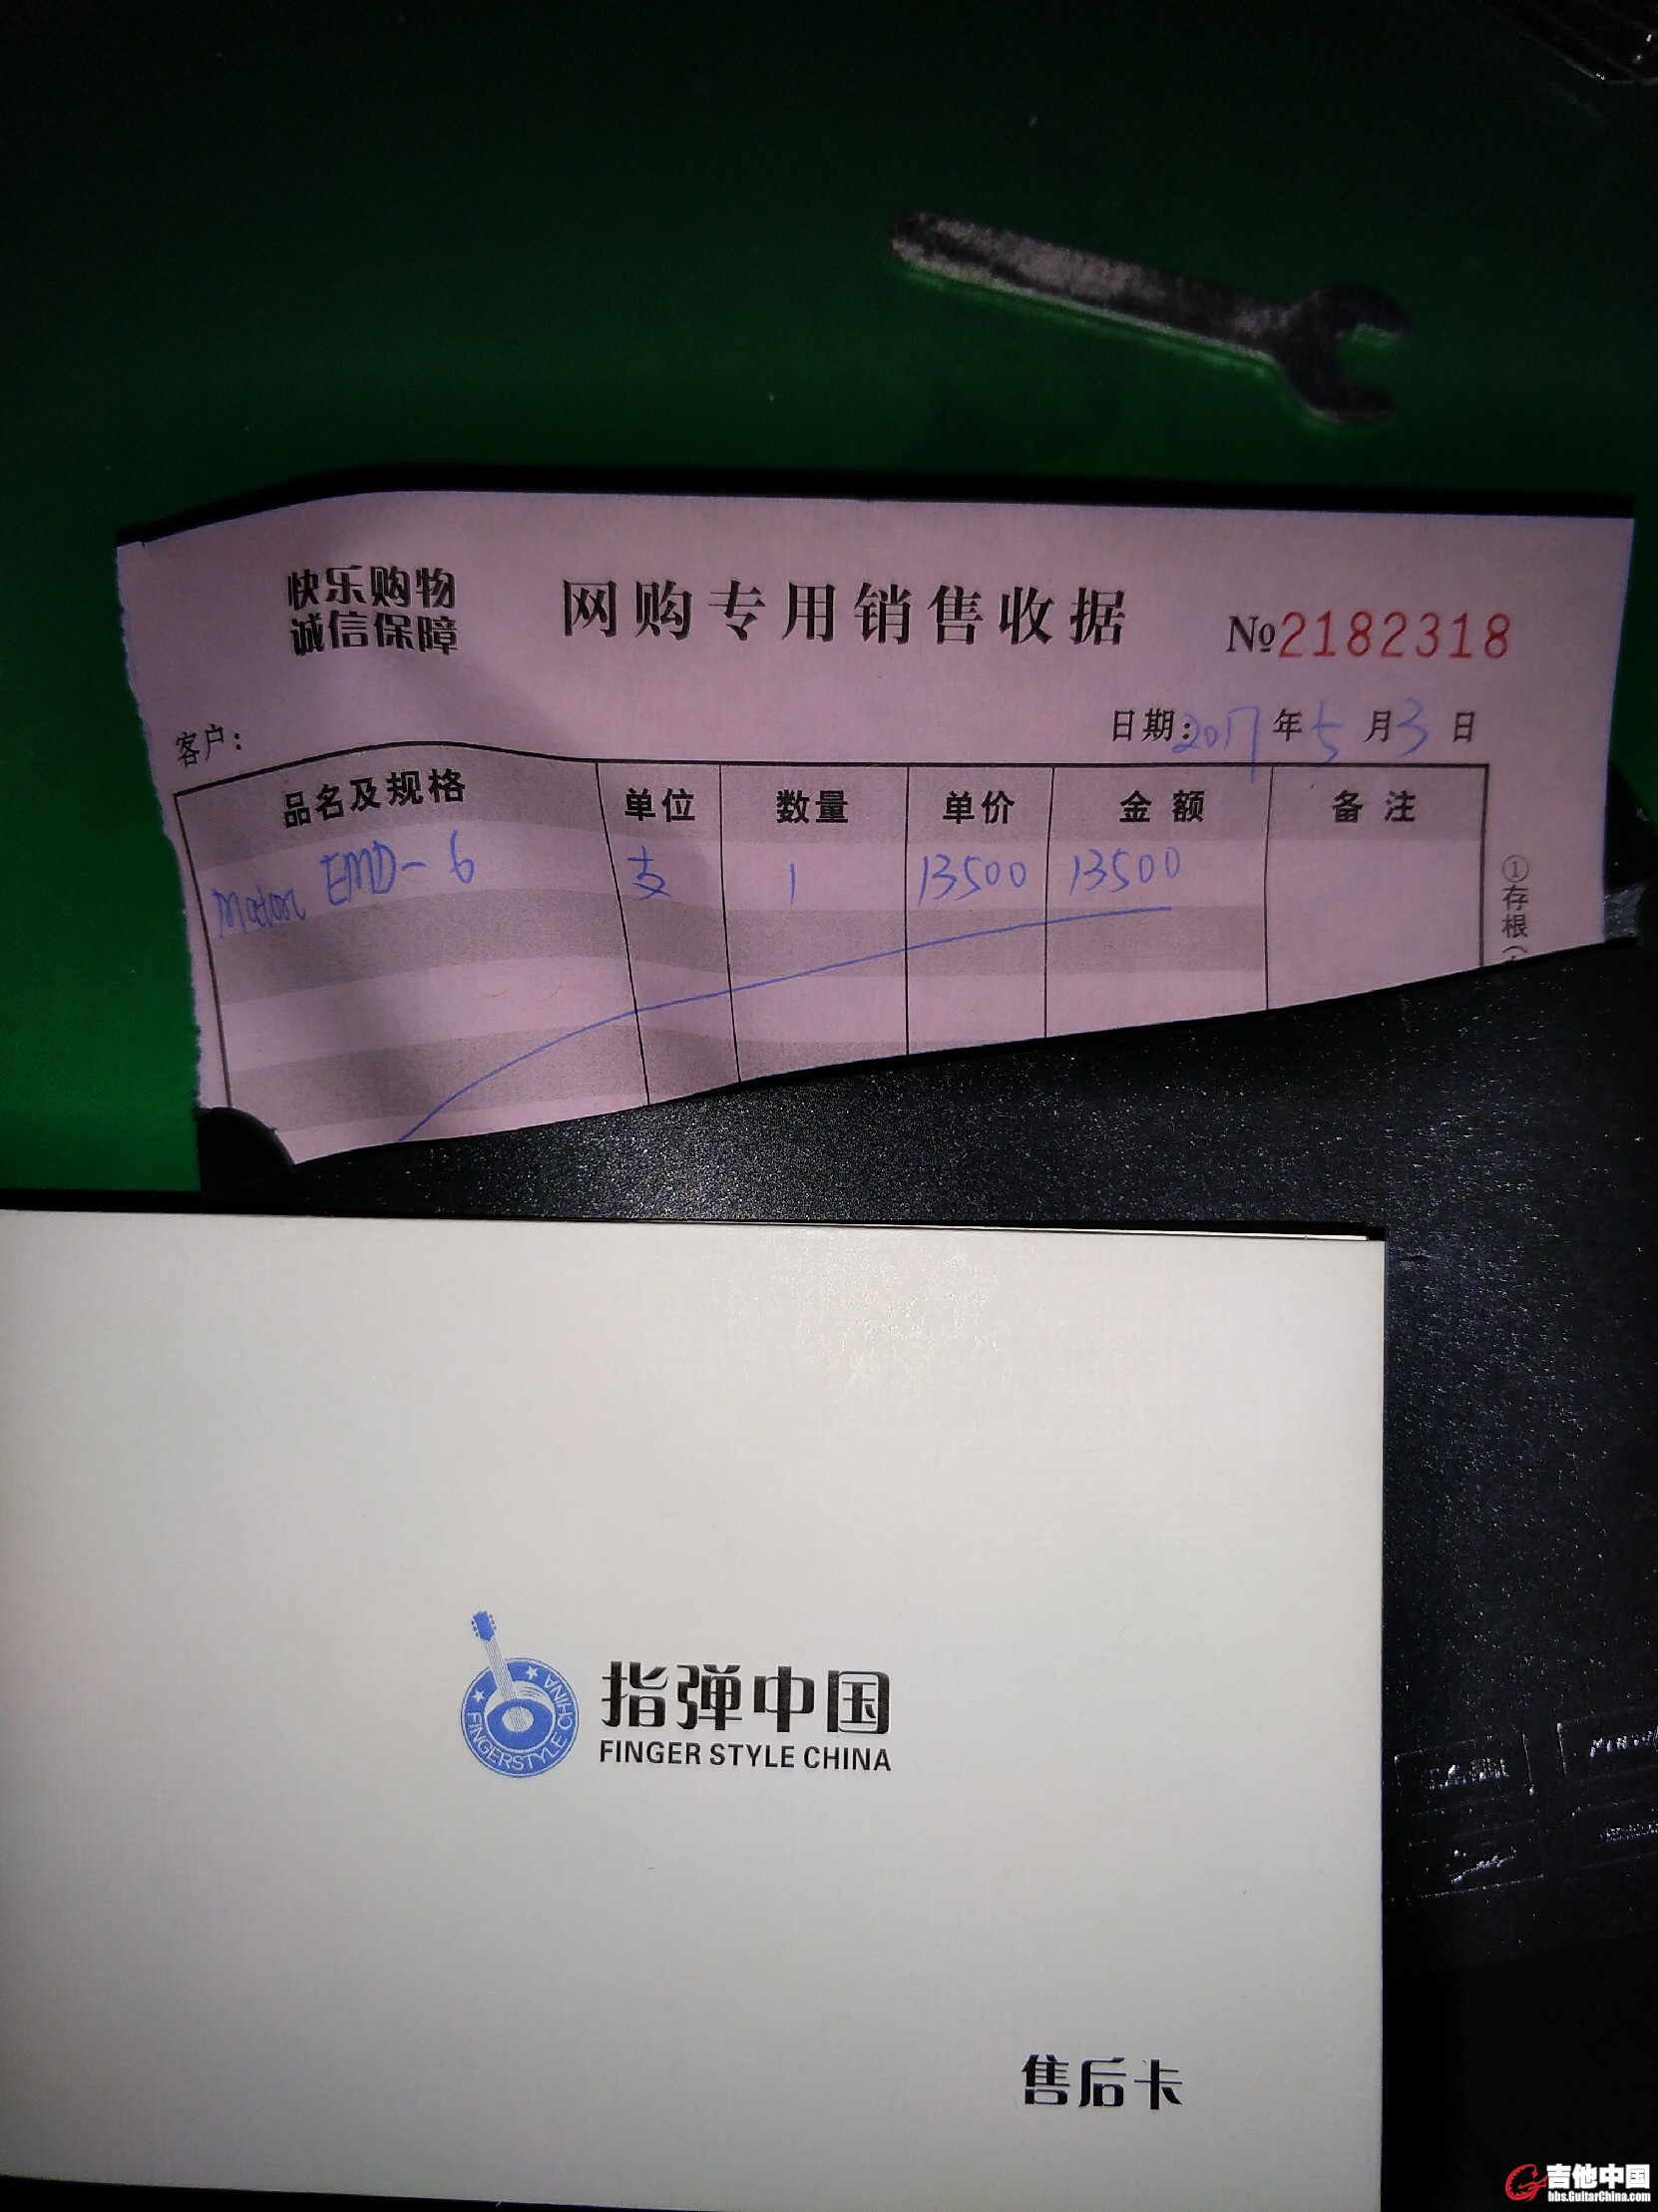 快乐购物
诚信保障
网购专用销售收据
№2182318
客户：
日期：2017年5月3日
品名及规格 单位 数量 单价 金额 备注
Maton EMD-6 支 1 13500 13500
①存根
FINGERSTYLE CHINA
指弹中国
FINGER STYLE CHINA
售后卡
吉他中国
bbs.GuitarChina.com